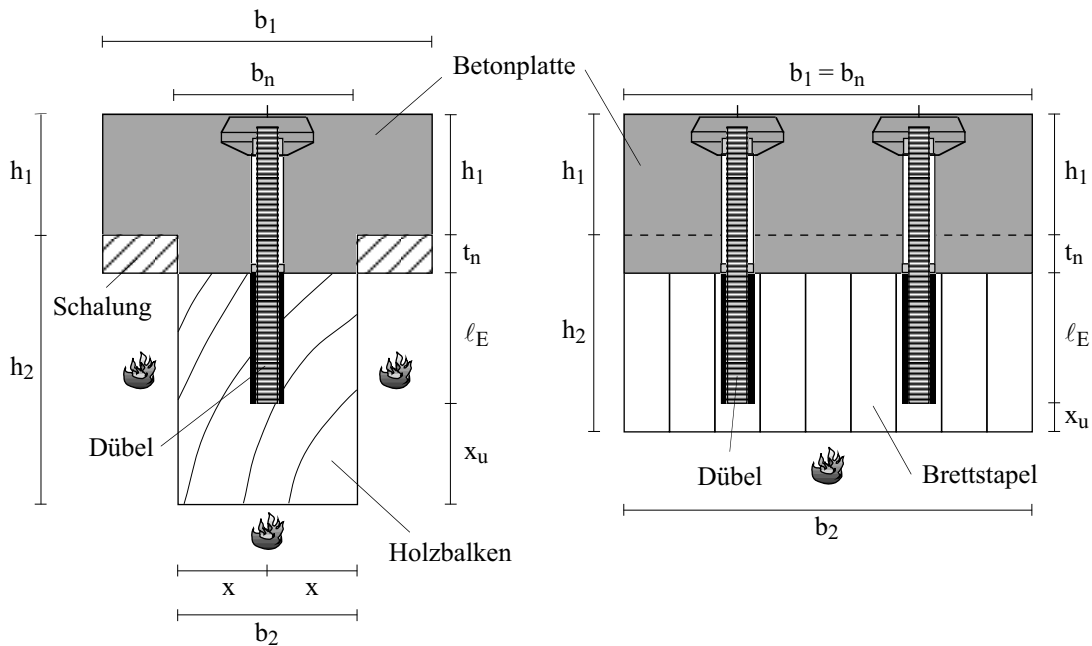 b1
bn
Betonplatte
b1 = bn
h1
h1
h1
h1
tn
tn
Schalung
h2
ℓE
h2
ℓE
Dübel
xu
xu
Dübel
Brettstapel
Holzbalken
b2
x
x
b2